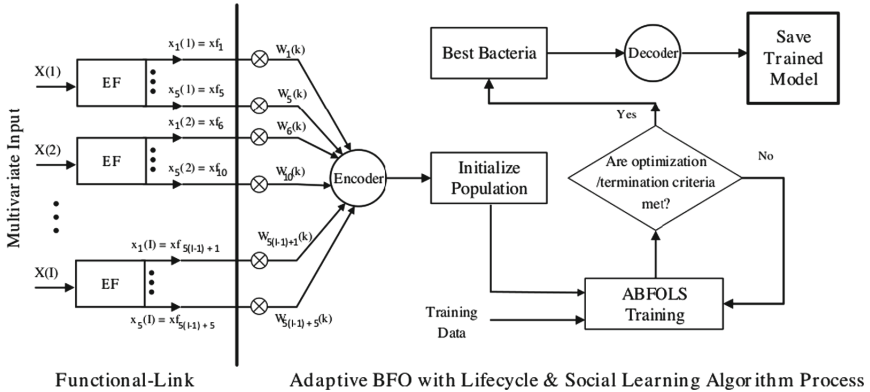 Multivariate Input
X(1)
EF
x₁(1) = xf₁
x₅(1) = xf₅
X(2)
EF
x₁(2) = xf₆
x₅(2) = xf₁₀
X(I)
EF
x₁(I) = xf₅₍I-1₎ + 1
x₅(I) = xf₅₍I-1₎ + 5
W₁(k)
W₅(k)
W₆(k)
W₁₀(k)
W₅₍I-1₎+1(k)
W₅₍I-1₎+5(k)
Encoder
Initialize
Population
Training
Data
ABFOLS
Training
Are optimization
/termination criteria
met?
No
Yes
Best Bacteria
Decoder
Save
Trained
Model
Functional-Link
Adaptive BFO with Lifecycle & Social Learning Algorithm Process